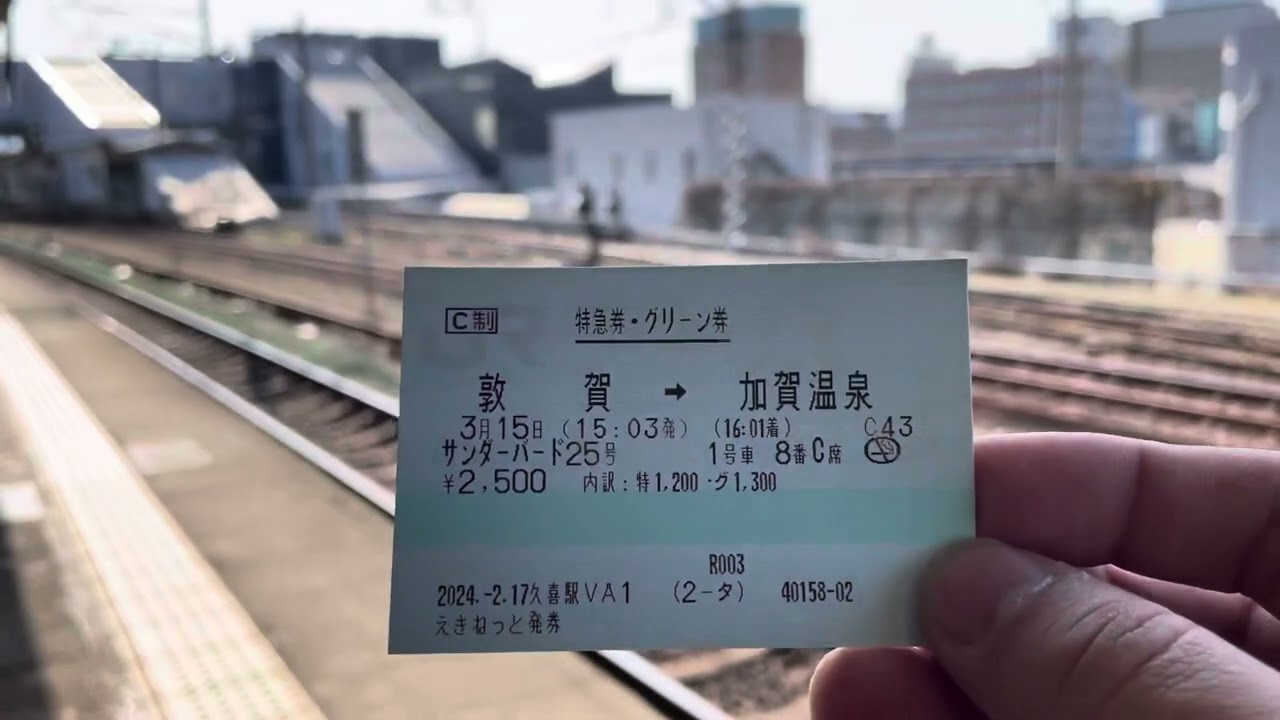 C制 特急券・グリーン券
敦賀 ➡ 加賀温泉
3月15日 (15:03発) (16:01着) C43
サンダーバード25号 1号車 8番C席
¥2,500 内訳:特1,200・グ1,300
R003
2024.-2.17久喜駅VA1 (2-タ) 40158-02
えきねっと発券